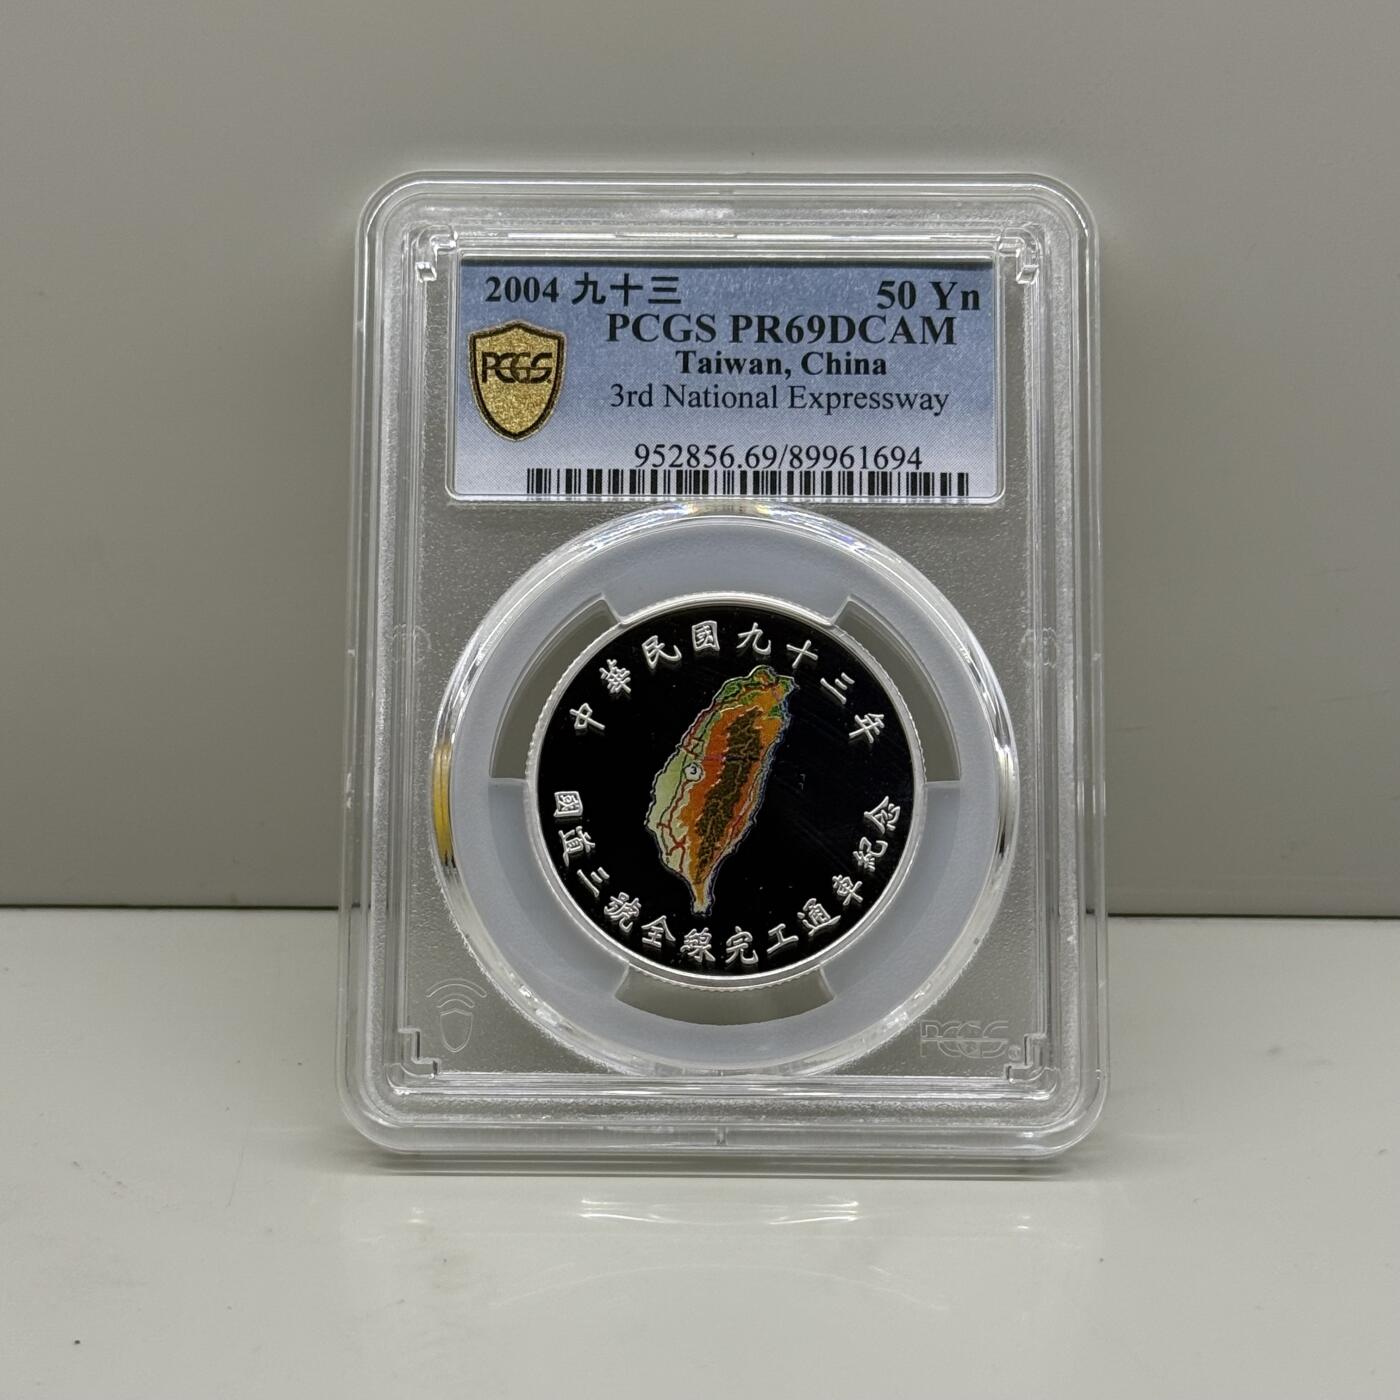 2004 九十三 50 Yn
PCGS PR69DCAM
Taiwan, China
3rd National Expressway
PCGS
952856.69/89961694
中華民國九十三年
3
國道三號全線完工通車紀念
PCGS